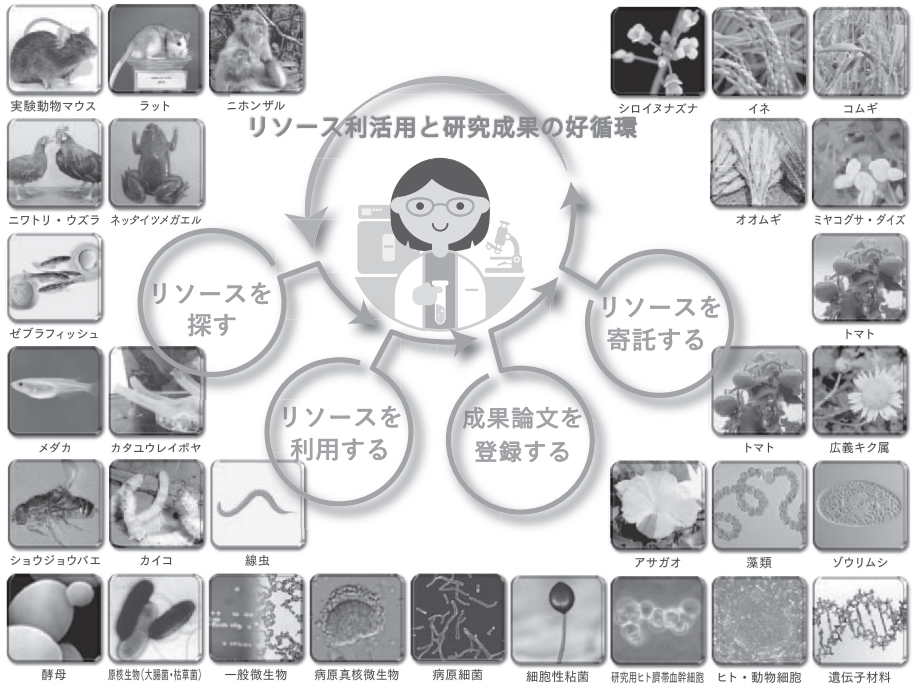 実験動物マウス
ラット
ニホンザル
シロイヌナズナ
イネ
コムギ
リソース利活用と研究成果の好循環
ニワトリ・ウズラ
ネッタイツメガエル
オオムギ
ミヤコグサ・ダイズ
リソースを
探す
リソースを
寄託する
ゼブラフィッシュ
トマト
リソースを
利用する
成果論文を
登録する
メダカ
カタユウレイボヤ
トマト
広義キク属
ショウジョウバエ
カイコ
線虫
アサガオ
藻類
ゾウリムシ
酵母
原核生物(大腸菌・枯草菌)
一般微生物
病原真核微生物
病原細菌
細胞性粘菌
研究用ヒト臍帯血幹細胞
ヒト・動物細胞
遺伝子材料